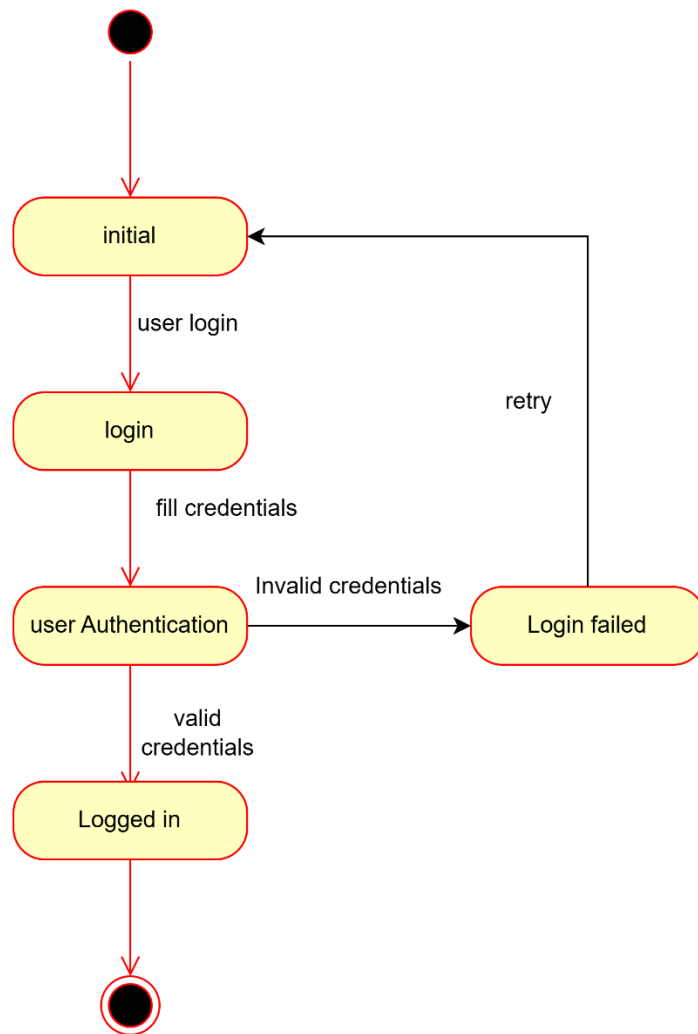 initial
user login
login
retry
fill credentials
Invalid credentials
user Authentication
Login failed
valid
credentials
Logged in